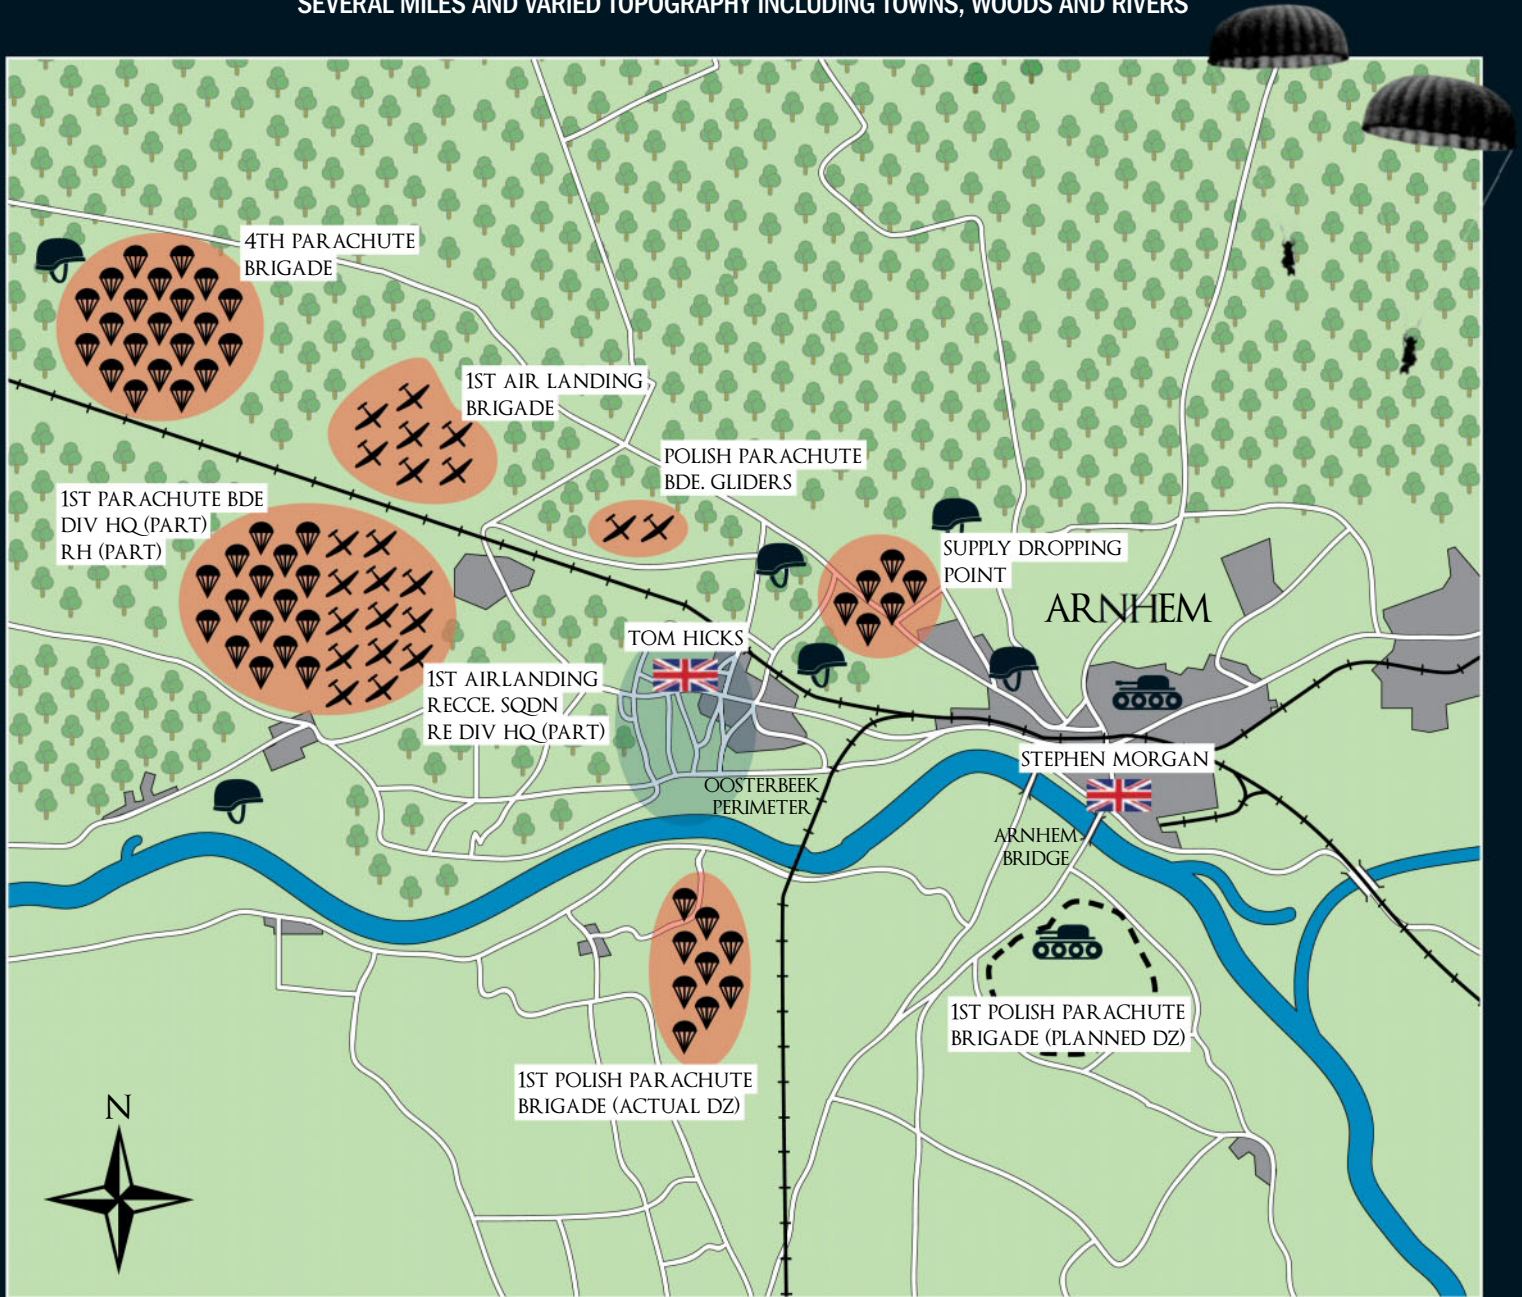 SEVERAL MILES AND VARIED TOPOGRAPHY INCLUDING TOWNS, WOODS AND RIVERS
4TH PARACHUTE
BRIGADE
1ST AIR LANDING
BRIGADE
POLISH PARACHUTE
BDE. GLIDERS
1ST PARACHUTE BDE
DIV HQ (PART)
RH (PART)
SUPPLY DROPPING
POINT
ARNHEM
TOM HICKS
1ST AIRLANDING
RECCE. SQDN
RE DIV HQ (PART)
STEPHEN MORGAN
OOSTERBEEK
PERIMETER
ARNHEM
BRIDGE
1ST POLISH PARACHUTE
BRIGADE (PLANNED DZ)
1ST POLISH PARACHUTE
BRIGADE (ACTUAL DZ)
N